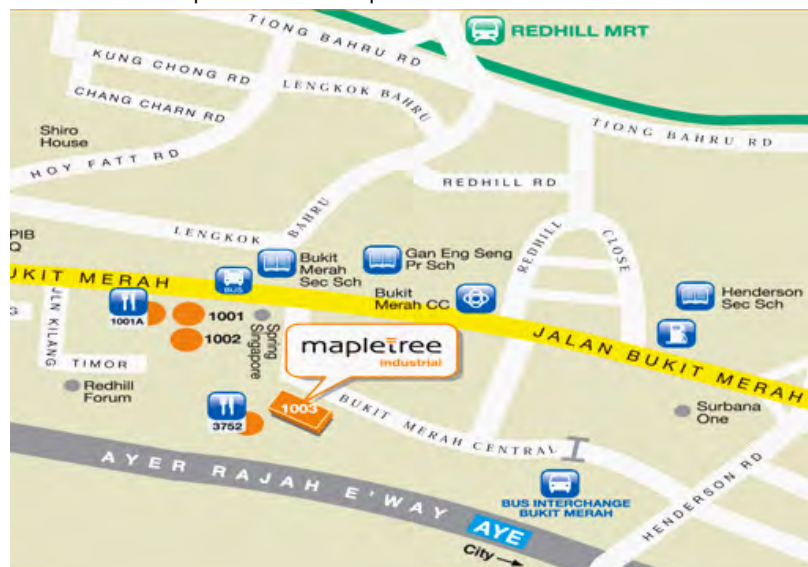 REDHILL MRT
TIONG BAHRU RD
KUNG CHONG RD
LENGKOK BAHRU
CHANG CHARN RD
TIONG BAHRU RD
Shiro
House
HOY FATT RD
REDHILL RD
LENGKOK
BAHRU
REDHILL
CLOSE
PIB
Q
Bukit
Merah
Sec Sch
Gan Eng Seng
Pr Sch
UKIT MERAH
BUS
Bukit
Merah CC
Henderson
Sec Sch
JLN KILANG
1001A
1001
1002
Spring
Singapore
mapletree
industrial
JALAN BUKIT MERAH
TIMOR
Redhill
Forum
3752
1003
BUKIT MERAH CENTRAL
Surbana
One
AYER RAJAH E'WAY
AYE
City
BUS INTERCHANGE
BUKIT MERAH
HENDERSON RD